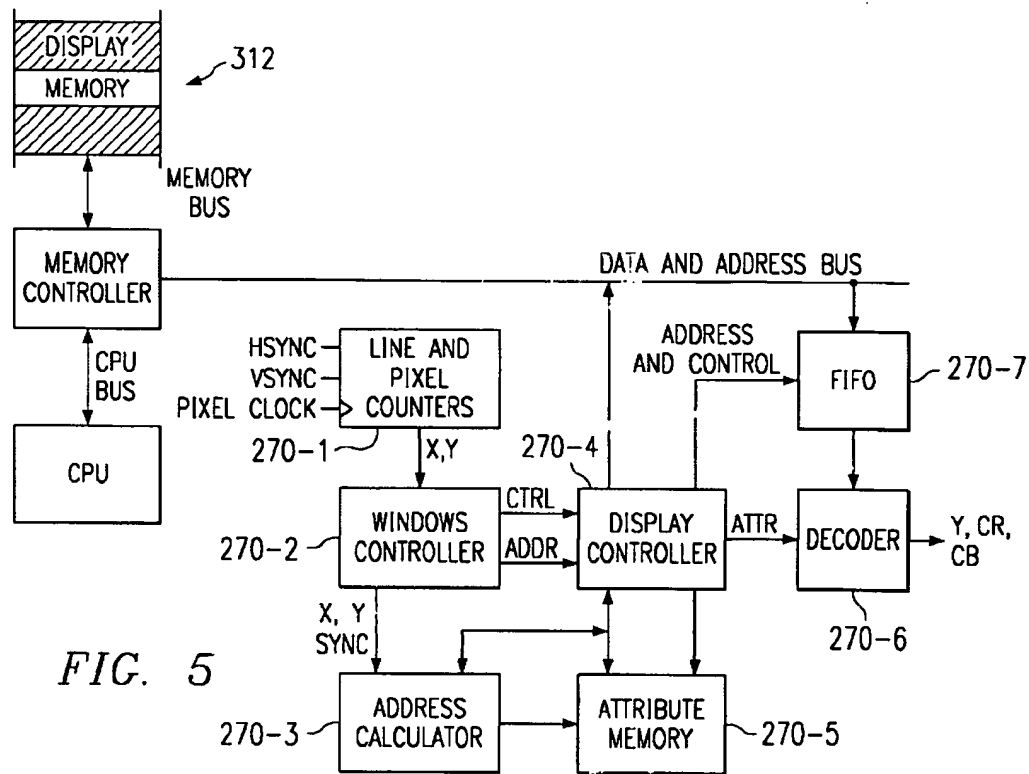 DISPLAY
MEMORY
312
MEMORY
BUS
MEMORY
CONTROLLER
DATA AND ADDRESS BUS
CPU
BUS
CPU
HSYNC
VSYNC
PIXEL CLOCK
LINE AND
PIXEL
COUNTERS
270-1
X,Y
ADDRESS
AND CONTROL
FIFO
270-7
270-4
WINDOWS
CONTROLLER
270-2
CTRL
ADDR
DISPLAY
CONTROLLER
ATTR
DECODER
Y, CR,
CB
270-6
X, Y
SYNC
FIG. 5
270-3
ADDRESS
CALCULATOR
ATTRIBUTE
MEMORY
270-5